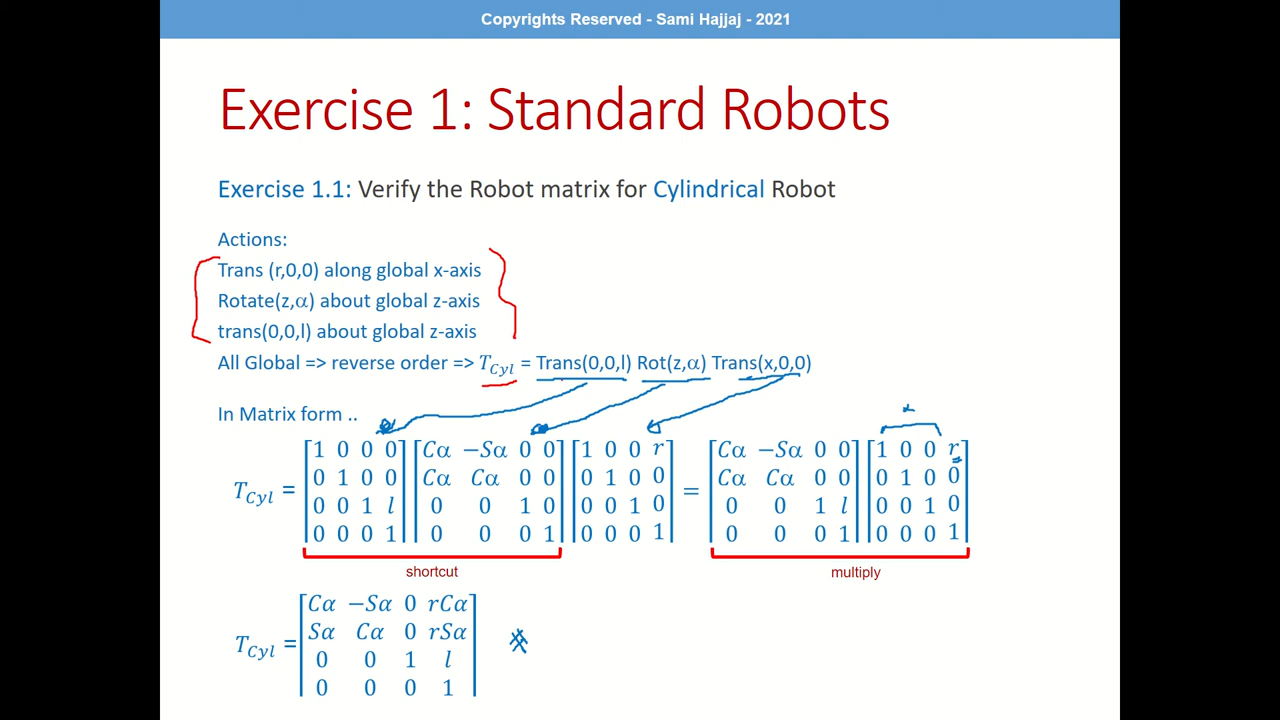 Copyrights Reserved - Sami Hajjaj - 2021
Exercise 1: Standard Robots
Exercise 1.1: Verify the Robot matrix for Cylindrical Robot
Actions:
Trans (r,0,0) along global x-axis
Rotate(z,α) about global z-axis
trans(0,0,l) about global z-axis
All Global => reverse order => T_Cyl = Trans(0,0,l) Rot(z,α) Trans(x,0,0)
In Matrix form ..
T_Cyl = [1 0 0 0] [Cα −Sα 0 0] [1 0 0 r] = [Cα −Sα 0 0] [1 0 0 r]
[0 1 0 0] [Cα Cα 0 0] [0 1 0 0] [Cα Cα 0 0] [0 1 0 0]
[0 0 1 l] [0 0 1 0] [0 0 1 0] [0 0 1 l] [0 0 1 0]
[0 0 0 1] [0 0 0 1] [0 0 0 1] [0 0 0 1] [0 0 0 1]
shortcut multiply
T_Cyl = [Cα −Sα 0 rCα]
[Sα Cα 0 rSα]
[0 0 1 l]
[0 0 0 1]